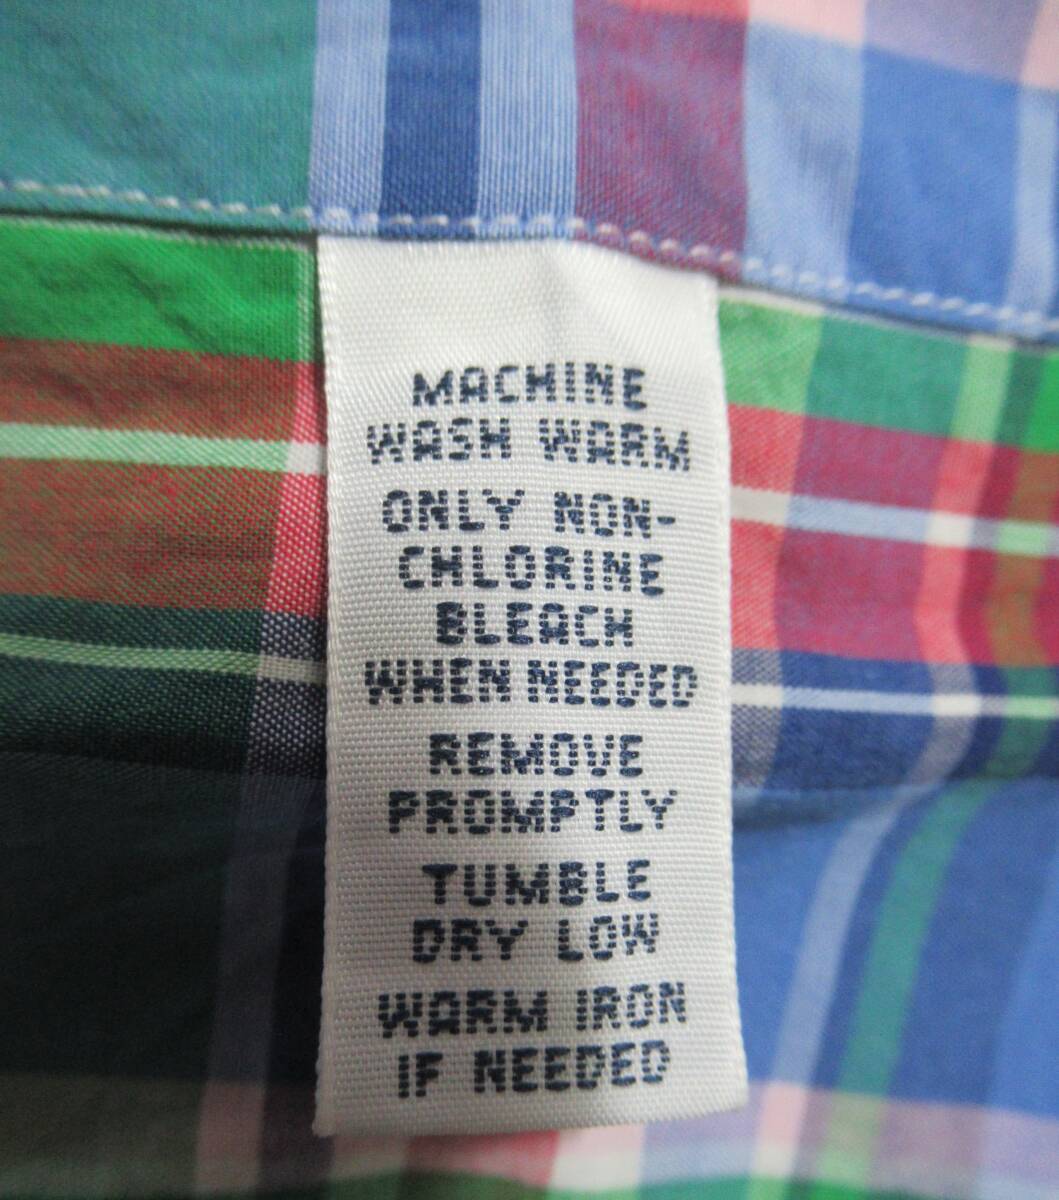 MACHINE
WASH WARM
ONLY NON-
CHLORINE
BLEACH
WHEN NEEDED
REMOVE
PROMPTLY
TUMBLE
DRY LOW
WARM IRON
IF NEEDED